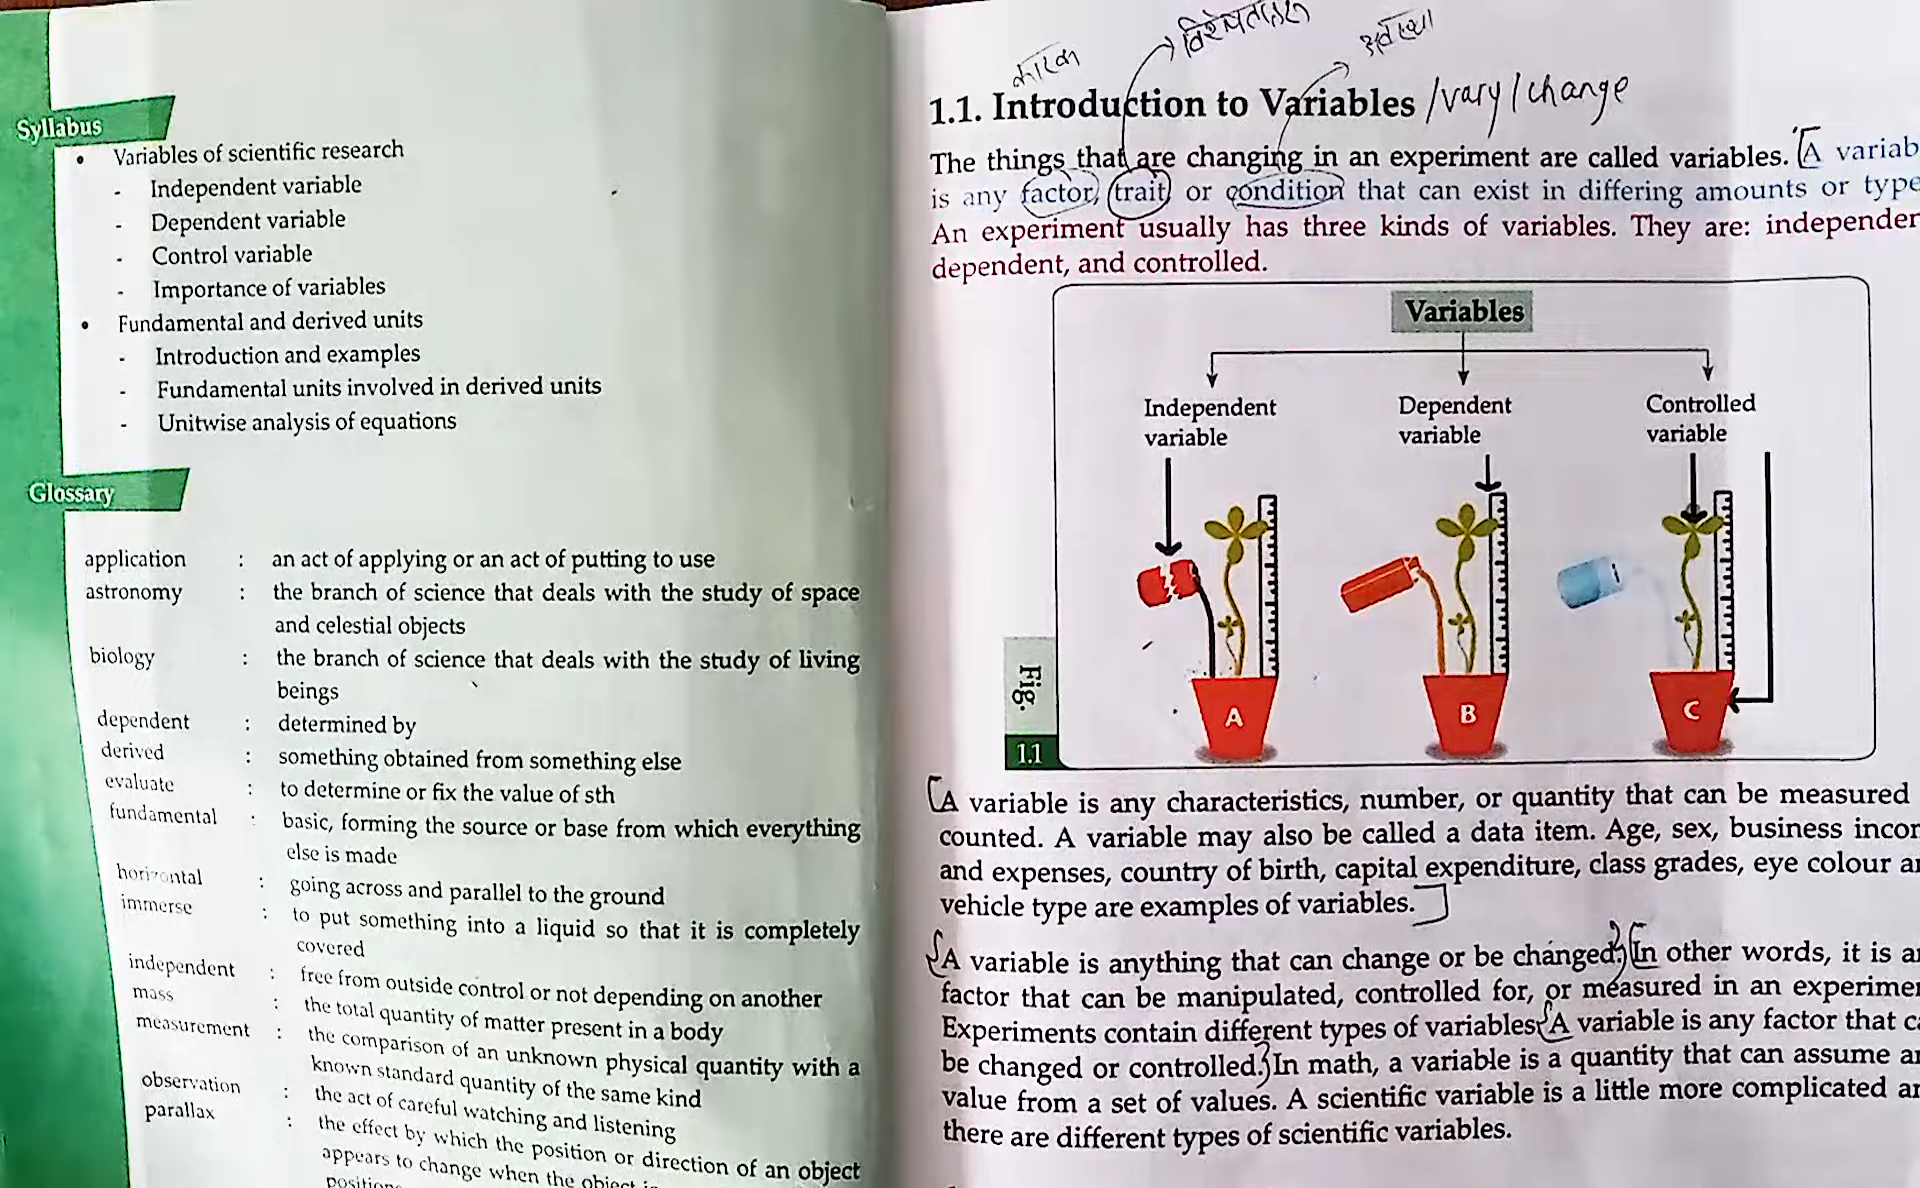 Syllabus
• Variables of scientific research
- Independent variable
- Dependent variable
- Control variable
- Importance of variables
• Fundamental and derived units
- Introduction and examples
- Fundamental units involved in derived units
- Unitwise analysis of equations
Glossary
application : an act of applying or an act of putting to use
astronomy : the branch of science that deals with the study of space
and celestial objects
biology : the branch of science that deals with the study of living
beings
dependent : determined by
derived : something obtained from something else
evaluate : to determine or fix the value of sth
fundamental : basic, forming the source or base from which everything
else is made
horizontal : going across and parallel to the ground
immerse : to put something into a liquid so that it is completely
covered
independent : free from outside control or not depending on another
mass : the total quantity of matter present in a body
measurement : the comparison of an unknown physical quantity with a
known standard quantity of the same kind
observation : the act of careful watching and listening
parallax : the effect by which the position or direction of an object
appears to change when the object
कारक
1.1. Introduction to Variables /vary/change
The things that are changing in an experiment are called variables. A variab
is any factor, trait or condition that can exist in differing amounts or type
An experiment usually has three kinds of variables. They are: independen
dependent, and controlled.
Variables
Independent
variable
Dependent
variable
Controlled
variable
A
B
C
Fig.
1.1
A variable is any characteristics, number, or quantity that can be measured
counted. A variable may also be called a data item. Age, sex, business incom
and expenses, country of birth, capital expenditure, class grades, eye colour a
vehicle type are examples of variables.
A variable is anything that can change or be changed. In other words, it is a
factor that can be manipulated, controlled for, or measured in an experimen
Experiments contain different types of variables. A variable is any factor that c
be changed or controlled. In math, a variable is a quantity that can assume a
value from a set of values. A scientific variable is a little more complicated a
there are different types of scientific variables.